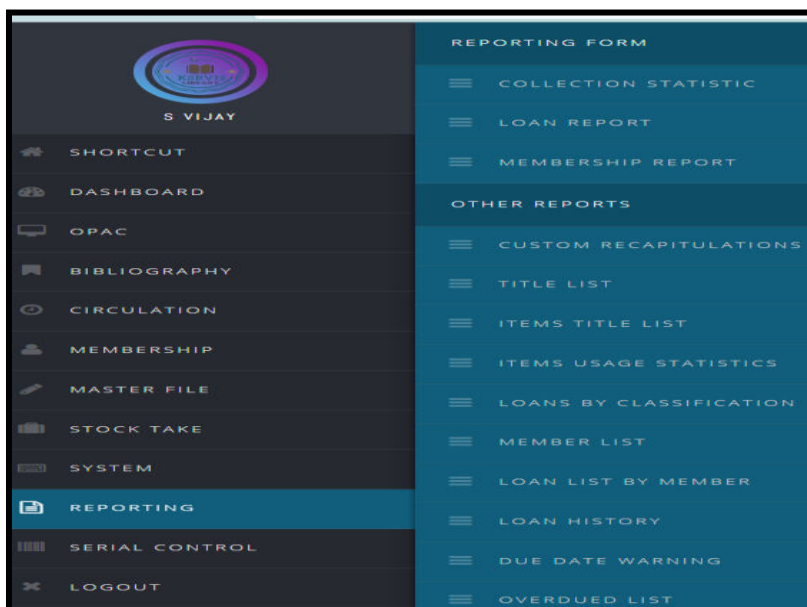 S VIJAY
SHORTCUT
DASHBOARD
OPAC
BIBLIOGRAPHY
CIRCULATION
MEMBERSHIP
MASTER FILE
STOCK TAKE
SYSTEM
REPORTING
SERIAL CONTROL
LOGOUT
REPORTING FORM
COLLECTION STATISTIC
LOAN REPORT
MEMBERSHIP REPORT
OTHER REPORTS
CUSTOM RECAPITULATIONS
TITLE LIST
ITEMS TITLE LIST
ITEMS USAGE STATISTICS
LOANS BY CLASSIFICATION
MEMBER LIST
LOAN LIST BY MEMBER
LOAN HISTORY
DUE DATE WARNING
OVERDUED LIST